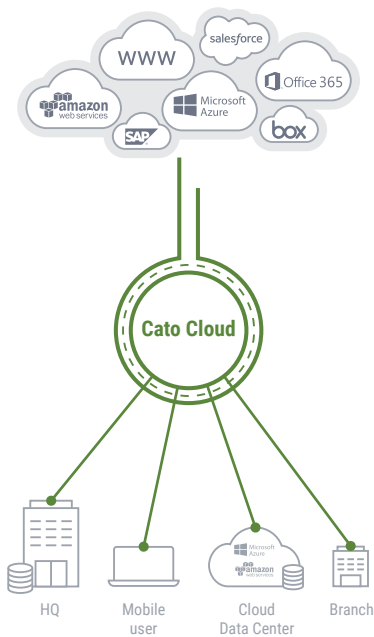 salesforce
WWW
Office 365
amazon
web services
Microsoft
Azure
SAP
box
Cato Cloud
Microsoft
Azure
amazon
web services
HQ
Mobile
user
Cloud
Data Center
Branch